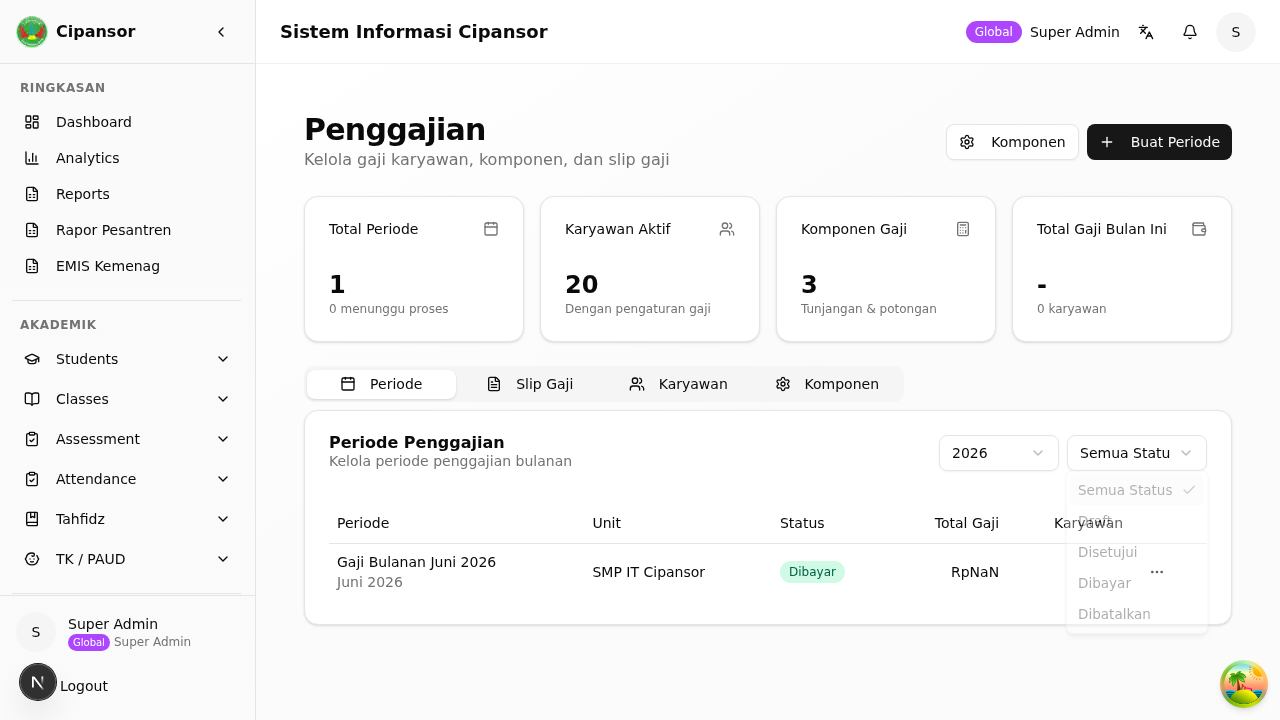 Cipansor
Sistem Informasi Cipansor
Global
Super Admin
S
RINGKASAN
Dashboard
Analytics
Reports
Rapor Pesantren
EMIS Kemenag
AKADEMIK
Students
Classes
Assessment
Attendance
Tahfidz
TK / PAUD
S
Super Admin
Global Super Admin
N
Logout
Penggajian
Kelola gaji karyawan, komponen, dan slip gaji
Komponen
Buat Periode
Total Periode
1
0 menunggu proses
Karyawan Aktif
20
Dengan pengaturan gaji
Komponen Gaji
3
Tunjangan & potongan
Total Gaji Bulan Ini
-
0 karyawan
Periode
Slip Gaji
Karyawan
Komponen
Periode Penggajian
Kelola periode penggajian bulanan
2026
Semua Statu
Semua Status
Draft
Disetujui
Dibayar
Dibatalkan
Periode Unit Status Total Gaji Karyawan
Gaji Bulanan Juni 2026
Juni 2026
SMP IT Cipansor
Dibayar
RpNaN